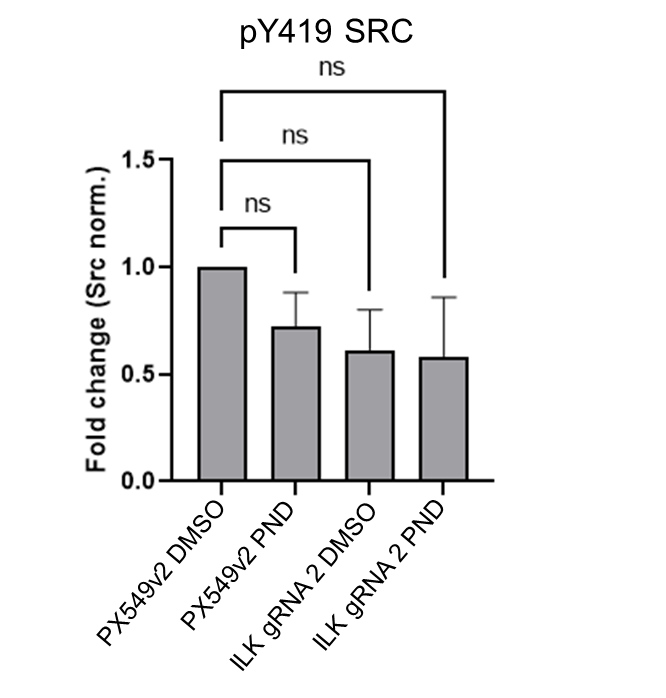 pY419 SRC
ns
ns
ns
Fold change (Src norm.)
1.5
1.0
0.5
0.0
PX549v2 DMSO
PX549v2 PND
ILK gRNA 2 DMSO
ILK gRNA 2 PND